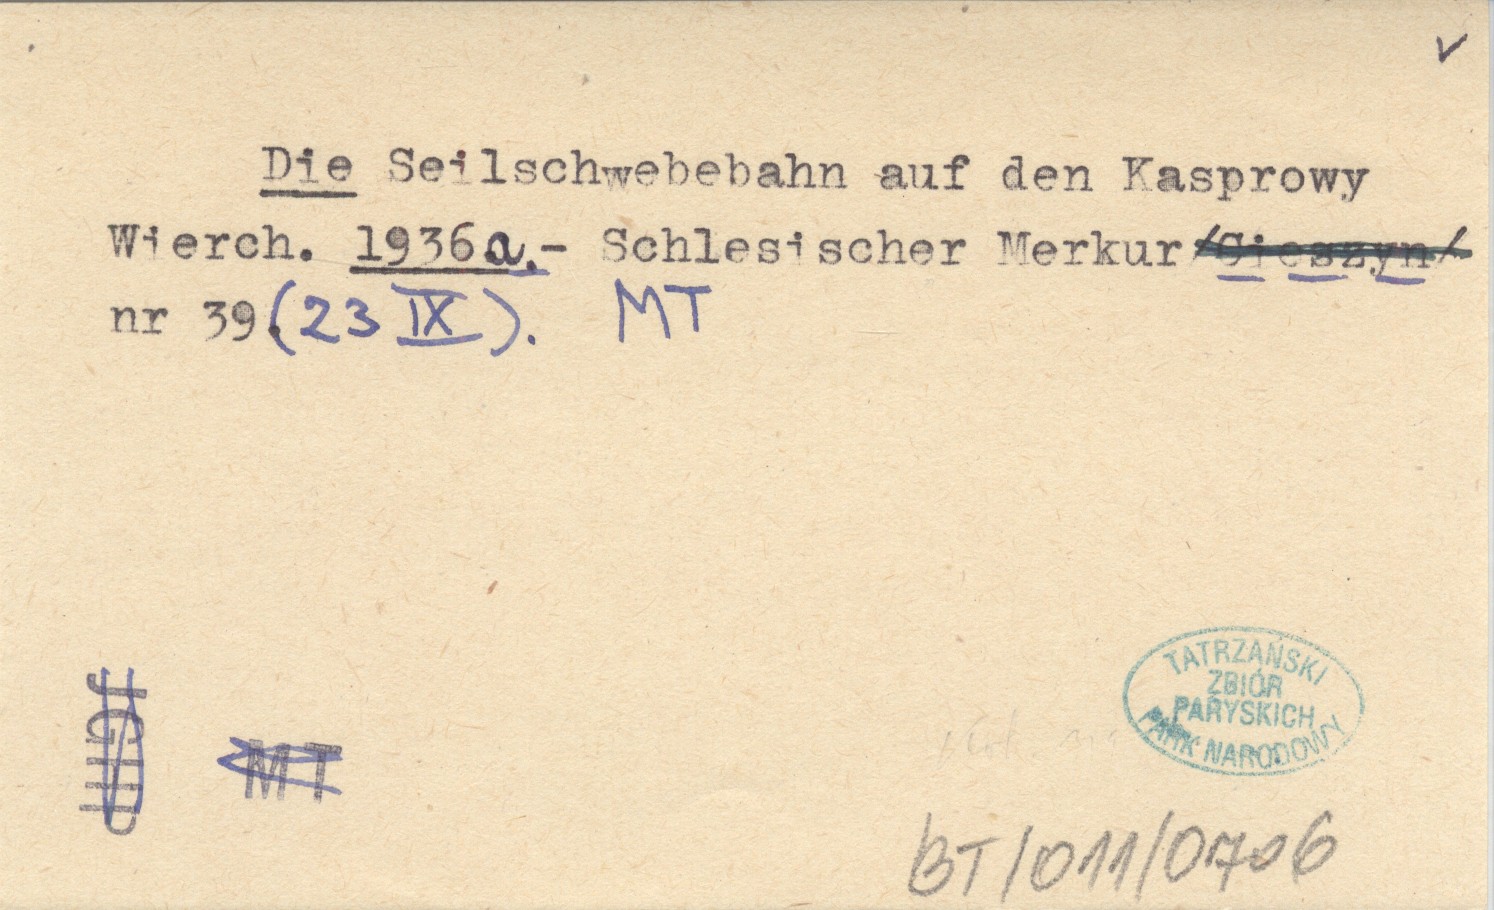 Die Seilschwebebahn auf den Kasprowy
Wierch. 1936a.- Schlesischer Merkur/Cieszyn/
nr 39.(23 IX). MT
TATRZAŃSKI
ZBIÓR
PARYSKICH
PARK NARODOWY
MT
BT/011/0706